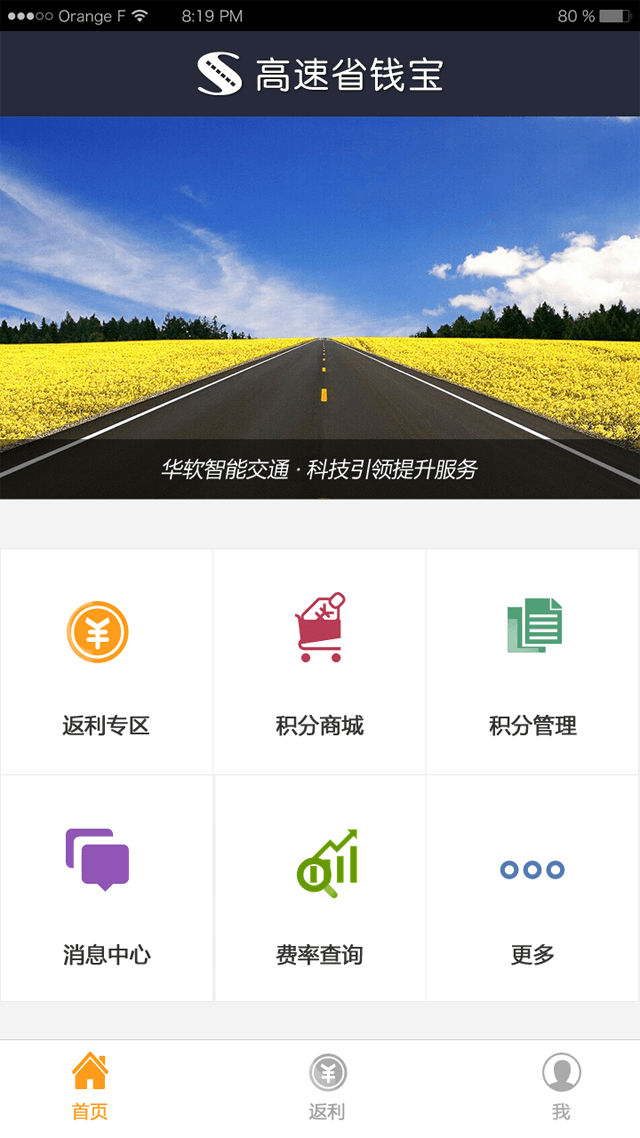 Orange F 8:19 PM 80 %
高速省钱宝
华软智能交通 · 科技引领提升服务
返利专区 积分商城 积分管理
消息中心 费率查询 更多
首页 返利 我